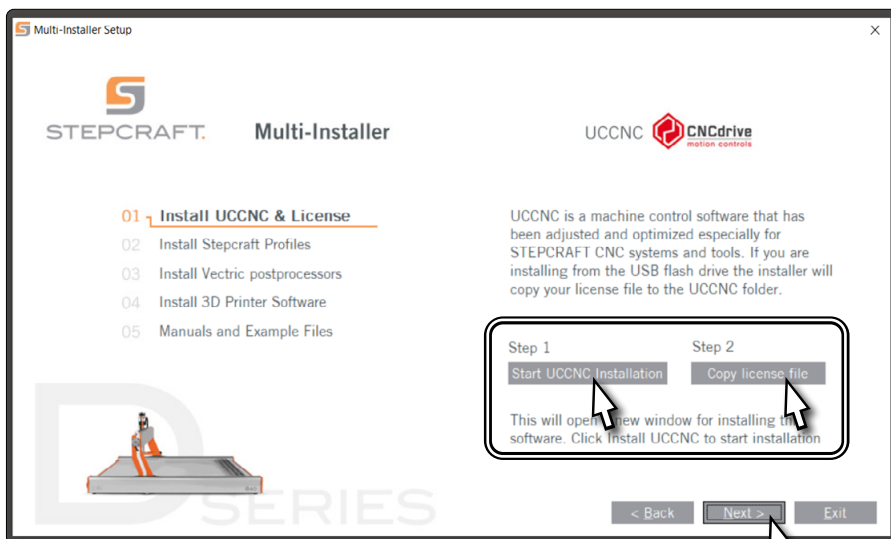 Multi-Installer Setup
STEPCRAFT.
Multi-Installer
UCCNC
CNCdrive
motion controls
01 Install UCCNC & License
02 Install Stepcraft Profiles
03 Install Vectric postprocessors
04 Install 3D Printer Software
05 Manuals and Example Files
UCCNC is a machine control software that has
been adjusted and optimized especially for
STEPCRAFT CNC systems and tools. If you are
installing from the USB flash drive the installer will
copy your license file to the UCCNC folder.
Step 1
Step 2
Start UCCNC Installation
Copy license file
This will open new window for installing
software. Click Install UCCNC to start installation
D
SERIES
< Back
Next >
Exit